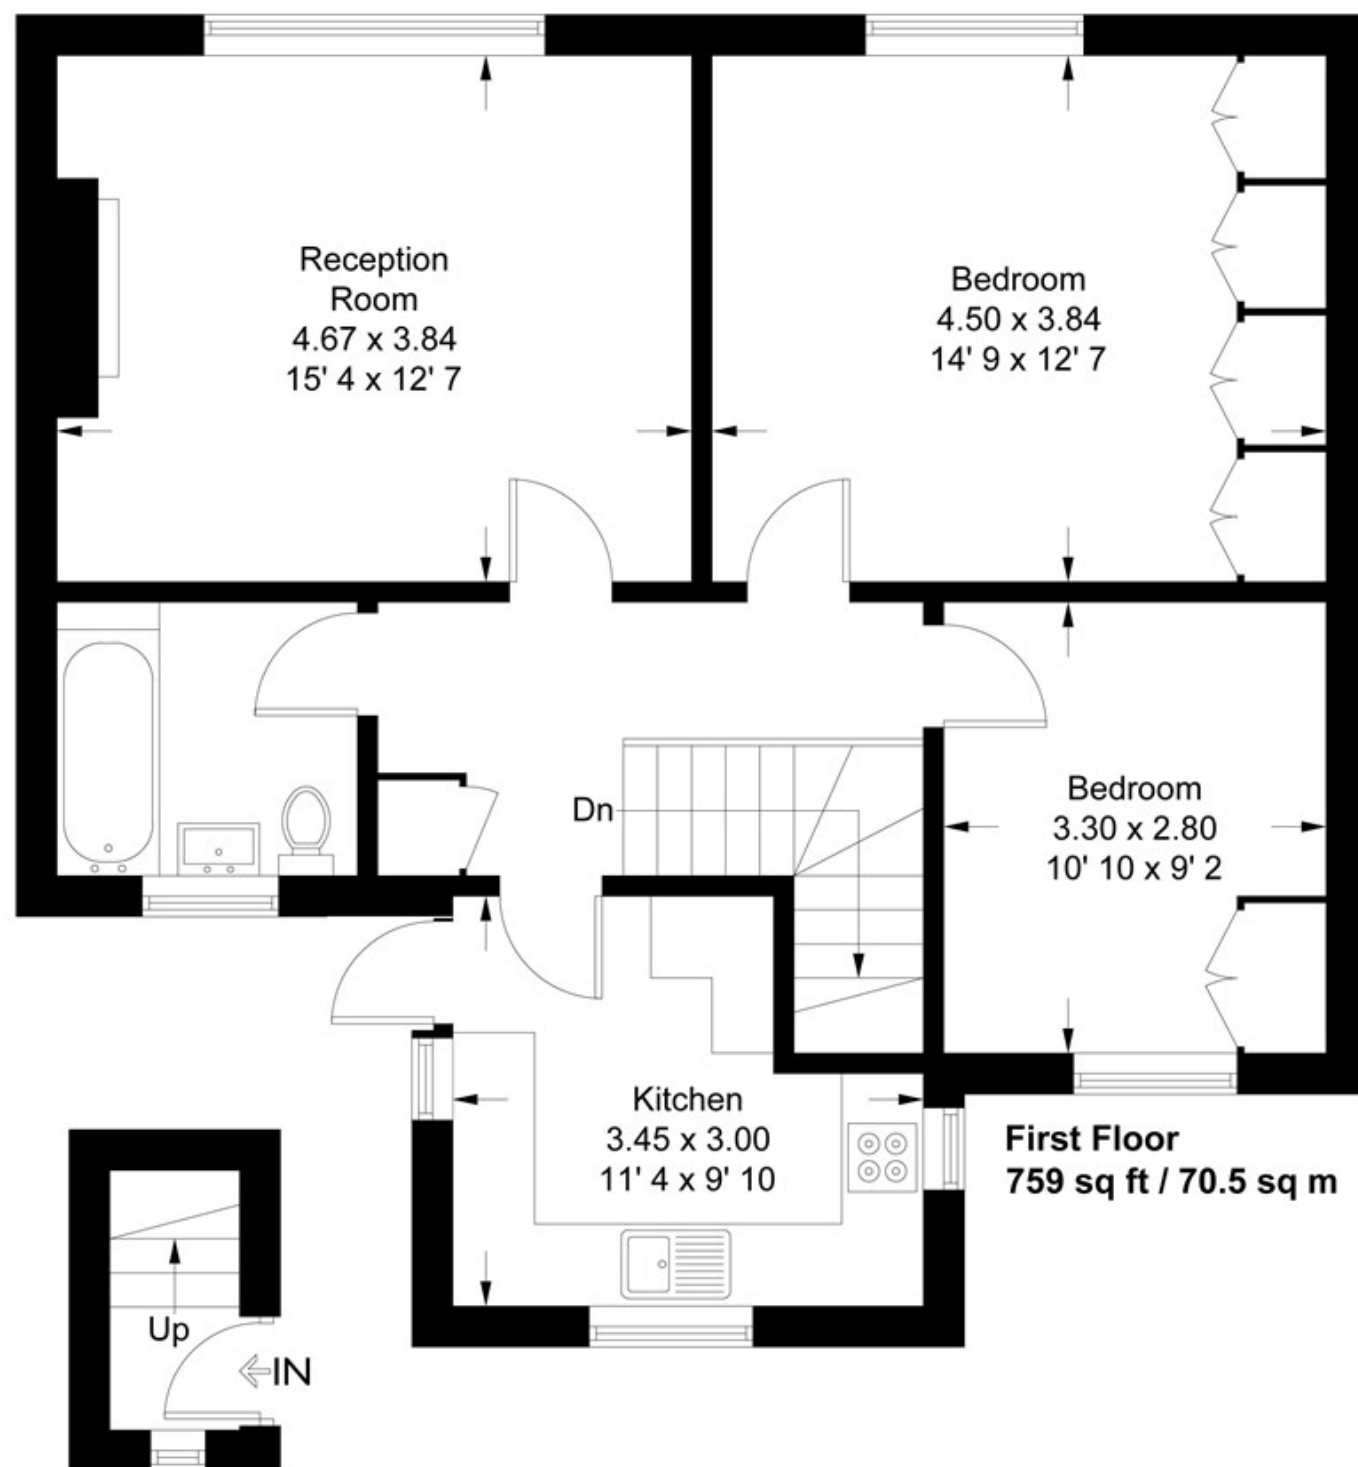 Reception
Room
4.67 x 3.84
15' 4 x 12' 7
Bedroom
4.50 x 3.84
14' 9 x 12' 7
Dn
Bedroom
3.30 x 2.80
10' 10 x 9' 2
Kitchen
3.45 x 3.00
11' 4 x 9' 10
First Floor
759 sq ft / 70.5 sq m
Up
IN